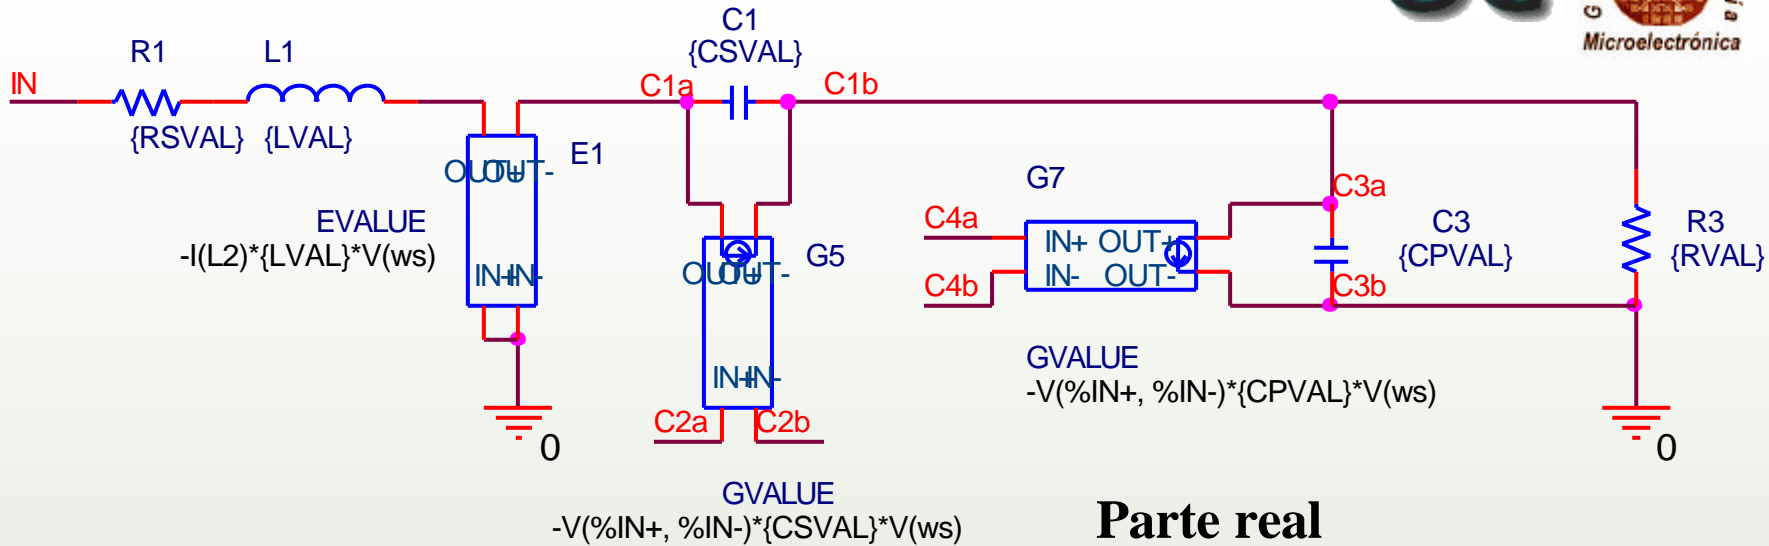 C1
{CSVAL}
G
ia
Microelectrónica
R1
L1
IN
C1a
C1b
{RSVAL}
{LVAL}
E1
OUT+
OUT-
EVALUE
-I(L2)*{LVAL}*V(ws)
IN+
IN-
0
G5
OUT+
OUT-
IN+
IN-
C2a
C2b
GVALUE
-V(%IN+, %IN-)*{CSVAL}*V(ws)
G7
C4a
IN+ OUT+
C4b
IN- OUT-
GVALUE
-V(%IN+, %IN-)*{CPVAL}*V(ws)
C3a
C3
{CPVAL}
C3b
R3
{RVAL}
0
Parte real